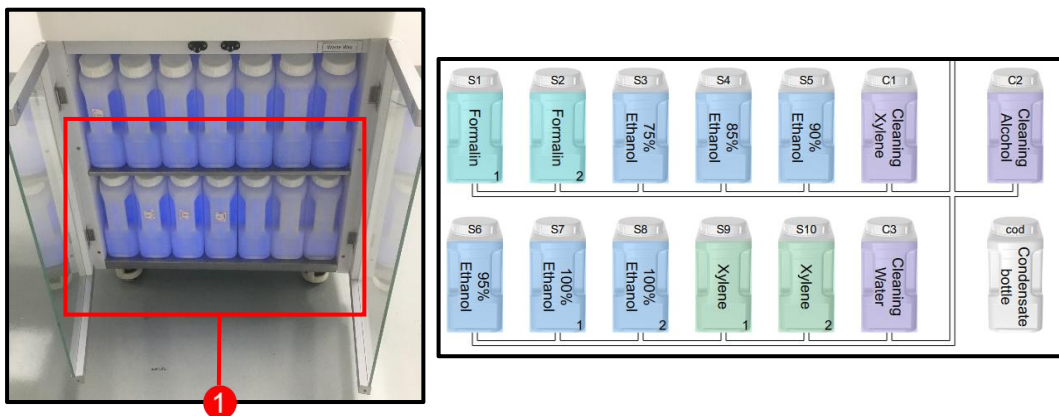 Waste Wax
1
S1
Formalin
1
S2
Formalin
2
S3
75%
Ethanol
S4
85%
Ethanol
S5
90%
Ethanol
C1
Cleaning
Xylene
C2
Cleaning
Alcohol
S6
95%
Ethanol
S7
100%
Ethanol
1
S8
100%
Ethanol
2
S9
Xylene
1
S10
Xylene
2
C3
Cleaning
Water
cod
Condensate
bottle